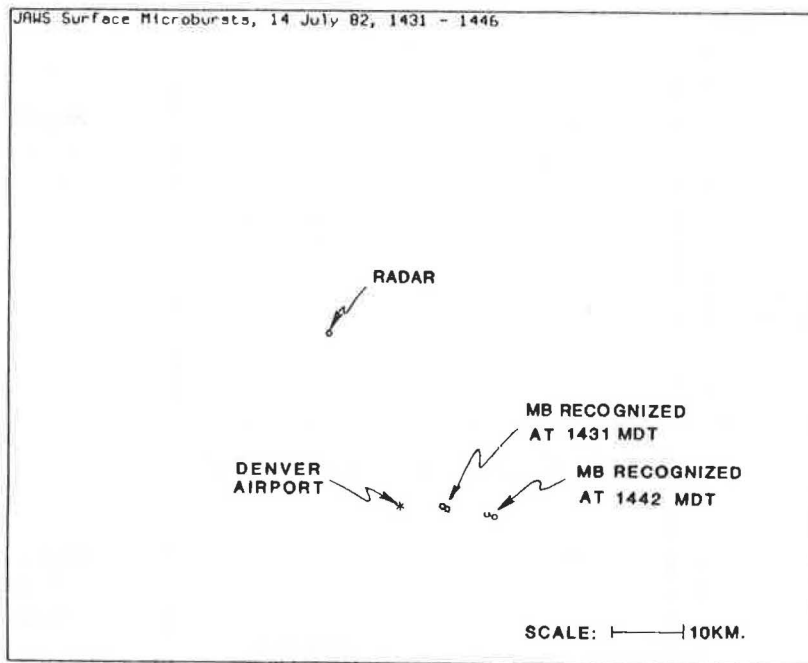 JAWS Surface Microbursts, 14 July 82, 1431 - 1446
RADAR
MB RECOGNIZED
AT 1431 MDT
DENVER
AIRPORT
MB RECOGNIZED
AT 1442 MDT
SCALE: 10KM.